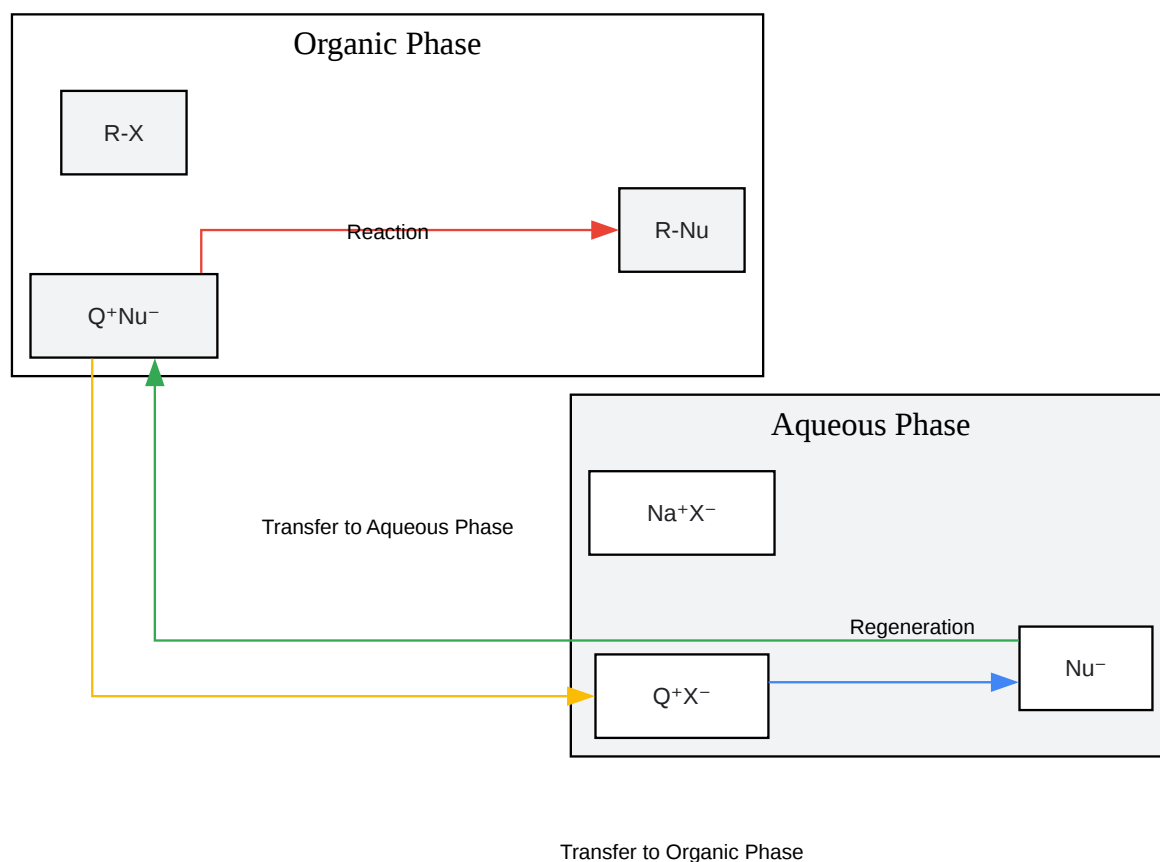 Organic Phase
R-X
Reaction
R-Nu
Q⁺Nu⁻
Aqueous Phase
Na⁺X⁻
Transfer to Aqueous Phase
Regeneration
Nu⁻
Q⁺X⁻
Transfer to Organic Phase